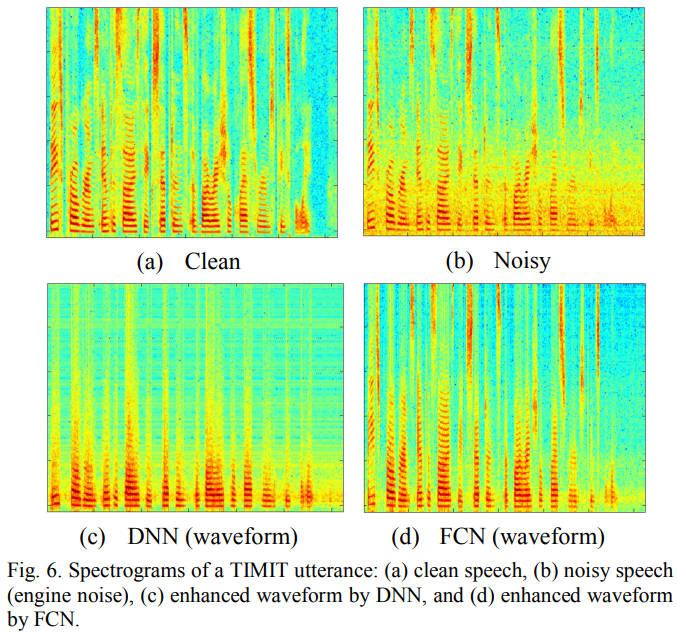 (a) Clean
(b) Noisy
(c) DNN (waveform)
(d) FCN (waveform)
Fig. 6. Spectrograms of a TIMIT utterance: (a) clean speech, (b) noisy speech
(engine noise), (c) enhanced waveform by DNN, and (d) enhanced waveform
by FCN.